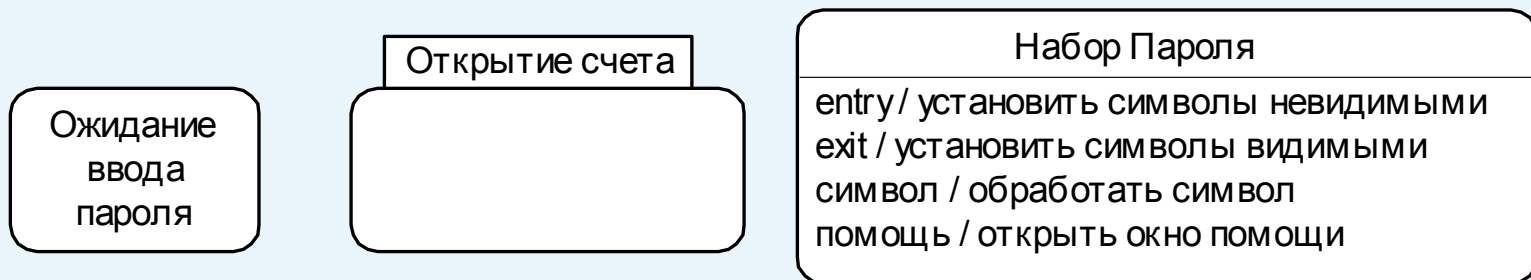 Ожидание
ввода
пароля
Открытие счета
Набор Пароля
entry / установить символы невидимыми
exit / установить символы видимыми
символ / обработать символ
помощь / открыть окно помощи